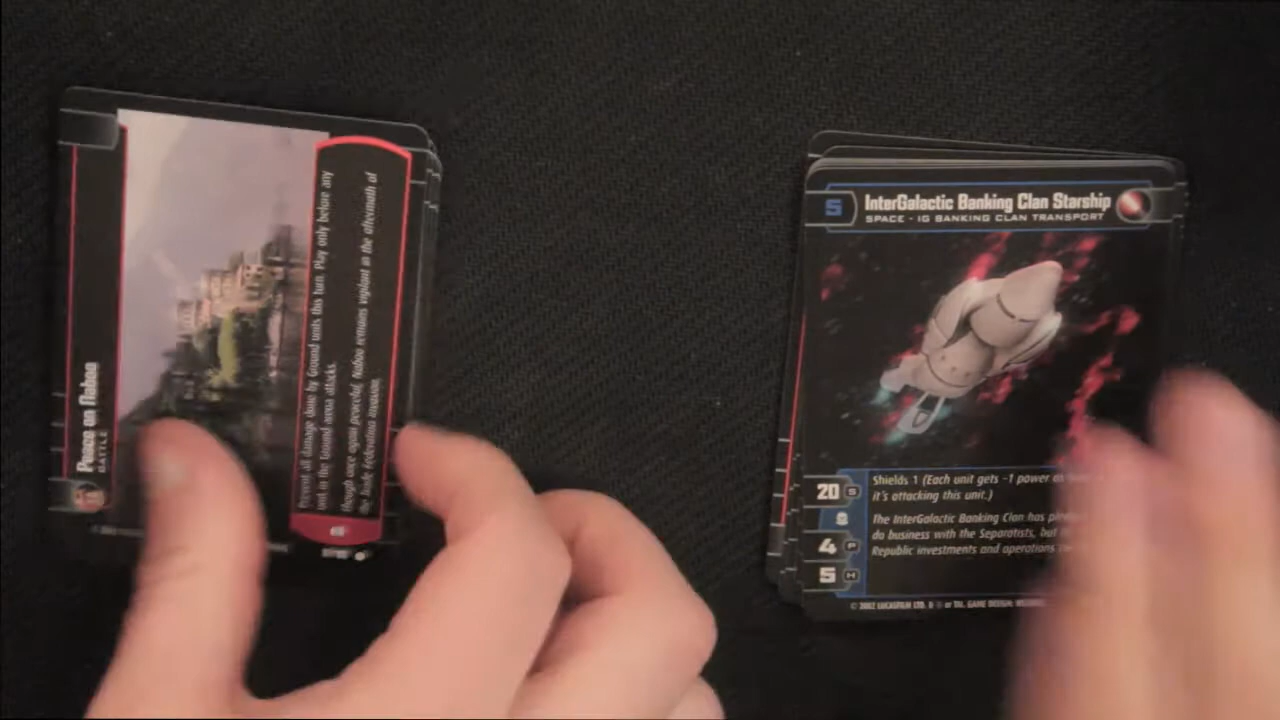 Peace on Naboo
BATTLE
Prevent all damage done by Ground units this turn. Play only before any
unit in the Ground arena attacks.
Though once again peaceful, Naboo remains vigilant in the aftermath of
the Trade Federation invasion.
5
InterGalactic Banking Clan Starship
SPACE - IG BANKING CLAN TRANSPORT
20 S
4 P
5 H
Shields 1 (Each unit gets -1 power
it's attacking this unit.)
The InterGalactic Banking Clan has
do business with the Separatists, but
Republic investments and operations
© 2002 LUCASFILM LTD. & ® or TM. GAME DESIGN: